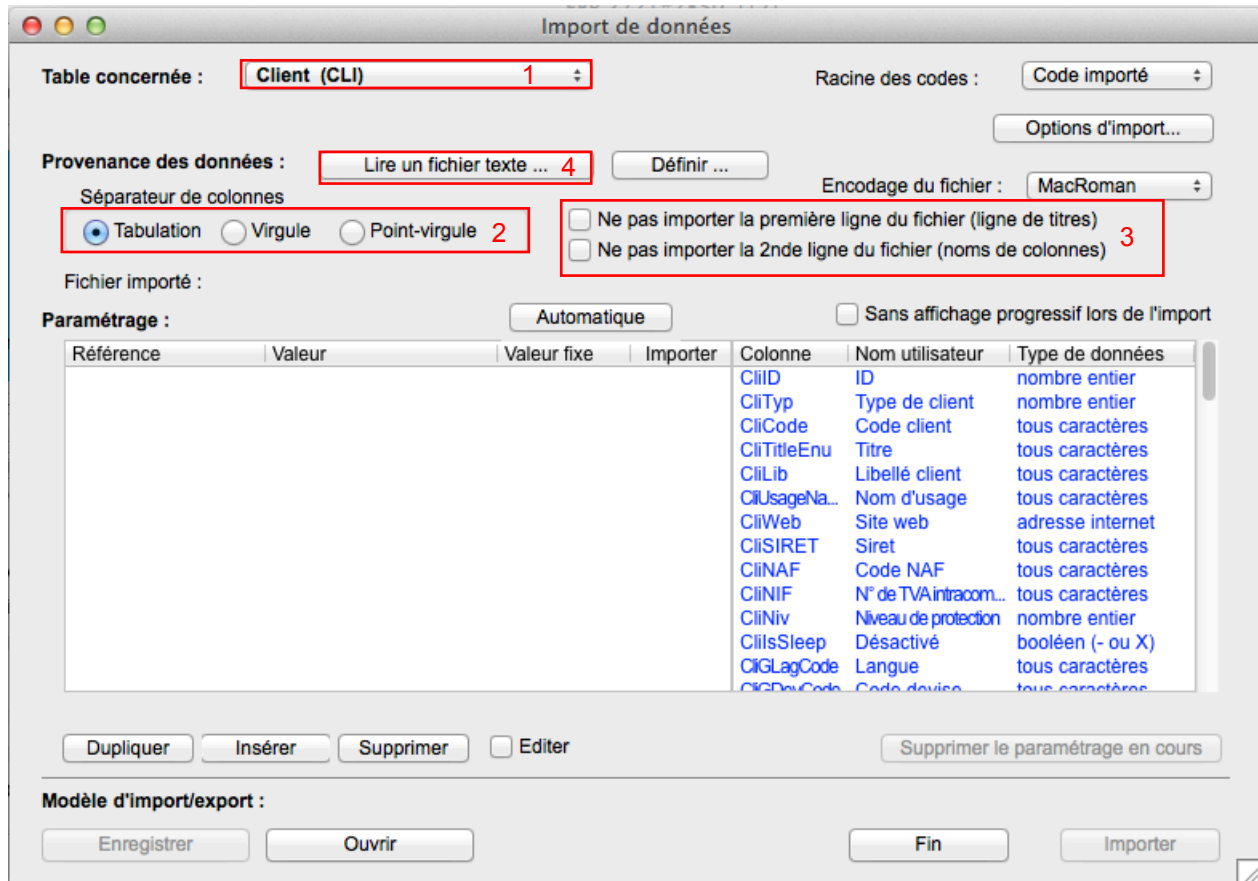 Import de données
Table concernée : Client (CLI) 1 Racine des codes : Code importé
Options d'import...
Provenance des données : Lire un fichier texte ... 4 Définir ...
Encodage du fichier : MacRoman
Séparateur de colonnes
Tabulation Virgule Point-virgule 2
Ne pas importer la première ligne du fichier (ligne de titres)
Ne pas importer la 2nde ligne du fichier (noms de colonnes)
3
Fichier importé :
Paramétrage : Automatique Sans affichage progressif lors de l'import
Référence Valeur Valeur fixe Importer Colonne Nom utilisateur Type de données
CliID ID nombre entier
CliTyp Type de client nombre entier
CliCode Code client tous caractères
CliTitleEnu Titre tous caractères
CliLib Libellé client tous caractères
CliUsageNa... Nom d'usage tous caractères
CliWeb Site web adresse internet
CliSIRET Siret tous caractères
CliNAF Code NAF tous caractères
CliNIF N° de TVA intracom... tous caractères
CliNiv Niveau de protection nombre entier
CliIsSleep Désactivé booléen (- ou X)
CliGLagCode Langue tous caractères
CliGDevCode Code devise tous caractères
Dupliquer Insérer Supprimer Editer Supprimer le paramétrage en cours
Modèle d'import/export :
Enregistrer Ouvrir Fin Importer